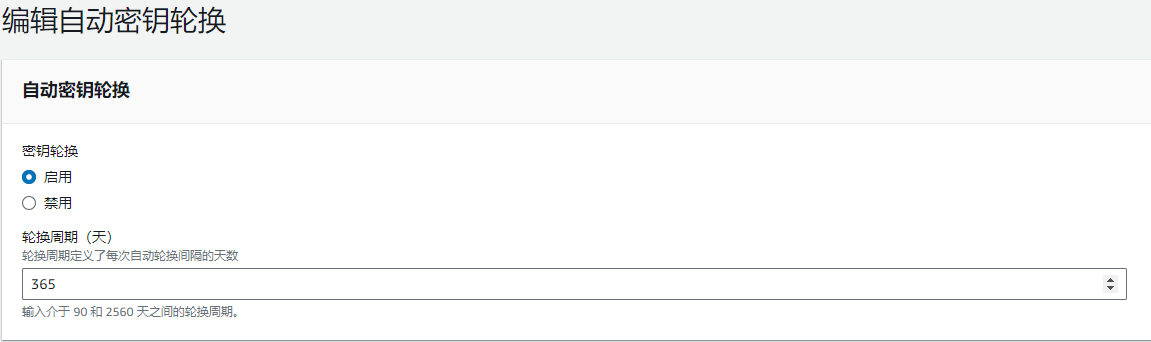 编辑自动密钥轮换
自动密钥轮换
密钥轮换
启用
禁用
轮换周期（天）
轮换周期定义了每次自动轮换间隔的天数
365
输入介于 90 和 2560 天之间的轮换周期。